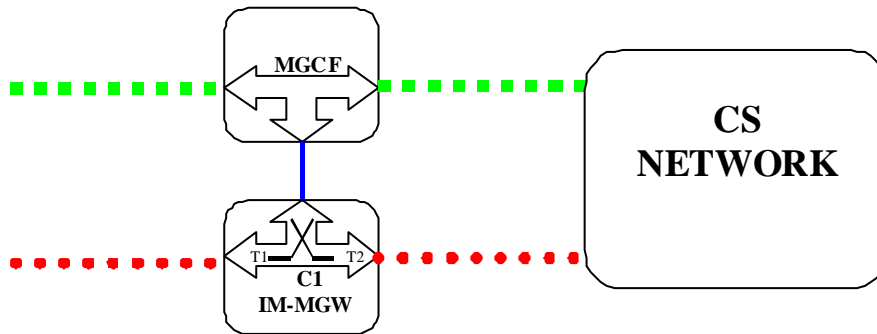 MGCF
CS
NETWORK
T1 T2
C1
IM-MGW